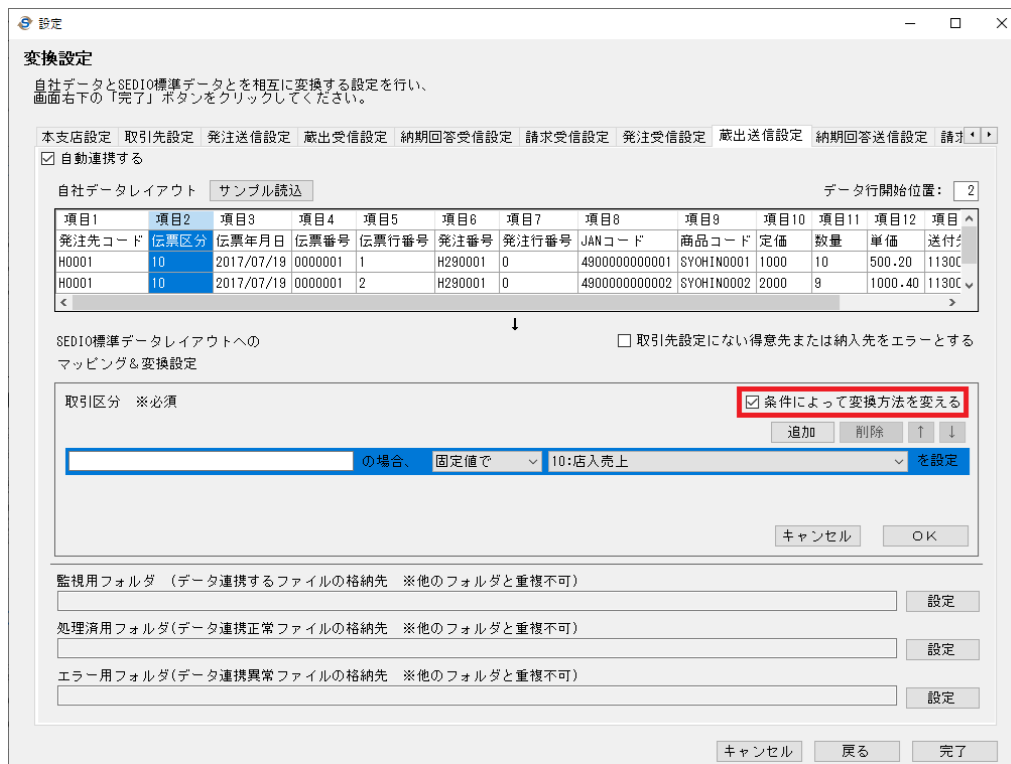 設定
変換設定
自社データとSEDIO標準データとを相互に変換する設定を行い、
画面右下の「完了」ボタンをクリックしてください。
本支店設定 取引先設定 発注送信設定 蔵出受信設定 納期回答受信設定 請求受信設定 発注受信設定 蔵出送信設定 納期回答送信設定 請求
自動連携する
自社データレイアウト サンプル読込 データ行開始位置: 2
項目1 項目2 項目3 項目4 項目5 項目6 項目7 項目8 項目9 項目10 項目11 項目12 項目
発注先コード 伝票区分 伝票年月日 伝票番号 伝票行番号 発注番号 発注行番号 JANコード 商品コード 定価 数量 単価 送付
H0001 10 2017/07/19 0000001 1 H290001 0 4900000000001 SYOHIN0001 1000 10 500.20 1130
H0001 10 2017/07/19 0000001 2 H290001 0 4900000000002 SYOHIN0002 2000 9 1000.40 1130
↓
SEDIO標準データレイアウトへの
マッピング&変換設定
取引先設定にない得意先または納入先をエラーとする
取引区分 ※必須 条件によって変換方法を変える
追加 削除 ↑ ↓
の場合、 固定値で 10:店入売上 を設定
キャンセル OK
監視用フォルダ (データ連携するファイルの格納先 ※他のフォルダと重複不可)
設定
処理済用フォルダ(データ連携正常ファイルの格納先 ※他のフォルダと重複不可)
設定
エラー用フォルダ(データ連携異常ファイルの格納先 ※他のフォルダと重複不可)
設定
キャンセル 戻る 完了